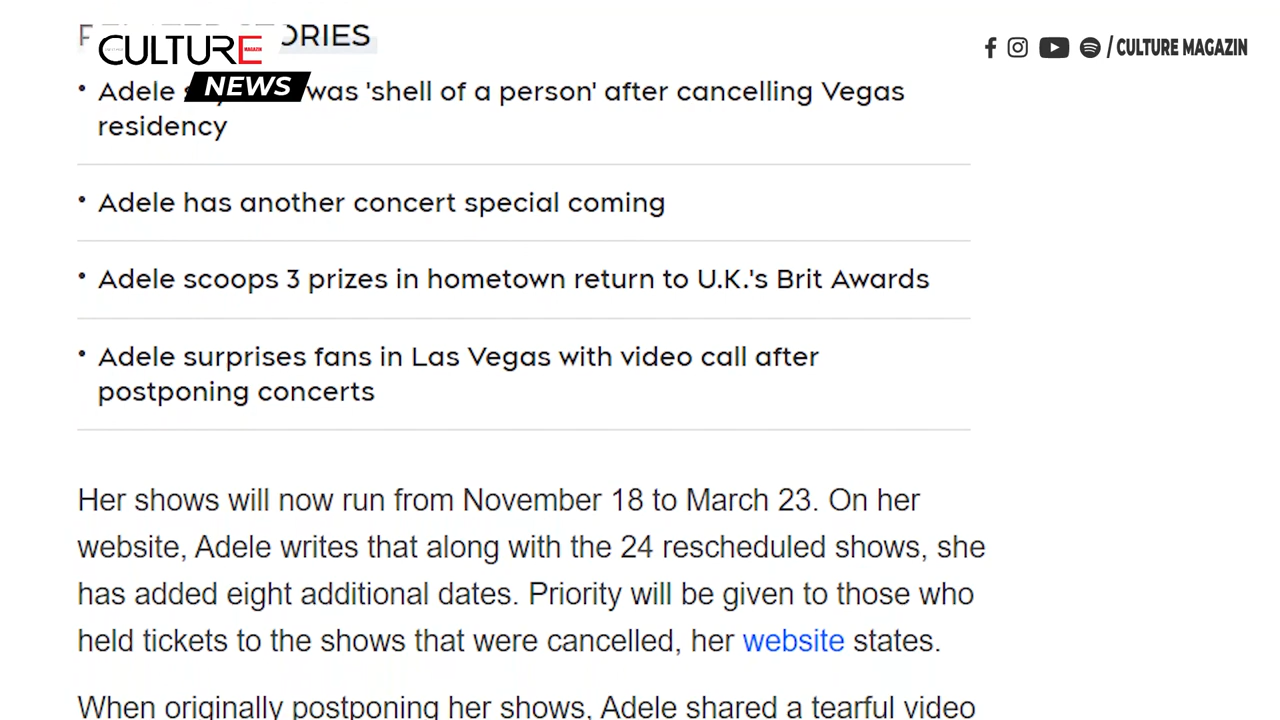 ORIES
CULTURE
MAGAZIN
NEWS
/ CULTURE MAGAZIN
• Adele was 'shell of a person' after cancelling Vegas
residency
• Adele has another concert special coming
• Adele scoops 3 prizes in hometown return to U.K.'s Brit Awards
• Adele surprises fans in Las Vegas with video call after
postponing concerts
Her shows will now run from November 18 to March 23. On her
website, Adele writes that along with the 24 rescheduled shows, she
has added eight additional dates. Priority will be given to those who
held tickets to the shows that were cancelled, her website states.
When originally postponing her shows, Adele shared a tearful video